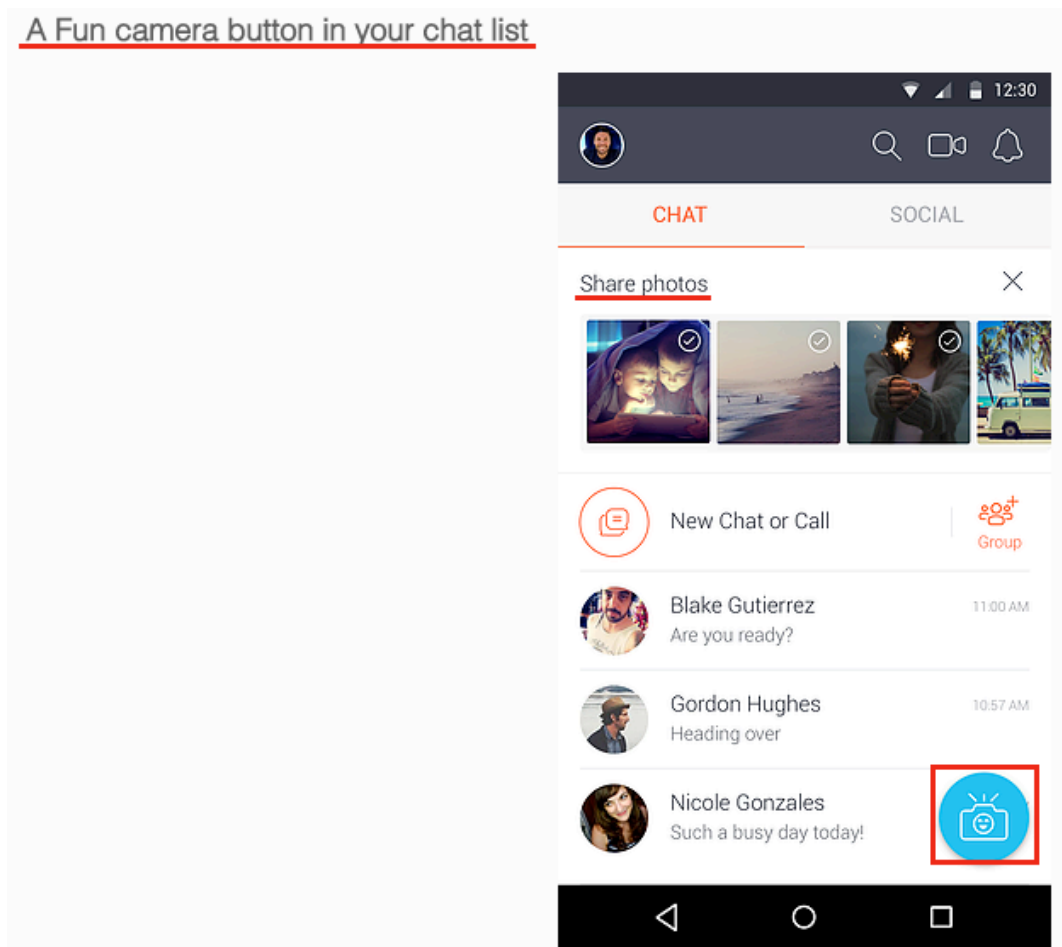 A Fun camera button in your chat list
12:30
CHAT SOCIAL
Share photos
New Chat or Call
Group
Blake Gutierrez 11:00 AM
Are you ready?
Gordon Hughes 10:57 AM
Heading over
Nicole Gonzales
Such a busy day today!